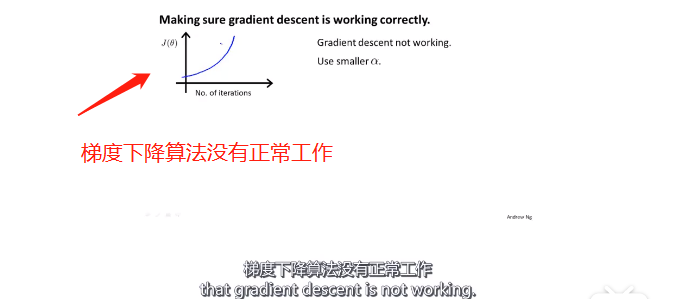 Making sure gradient descent is working correctly.
J(θ)
Gradient descent not working.
Use smaller α.
No. of iterations
梯度下降算法没有正常工作
Andrew Ng
梯度下降算法没有正常工作
that gradient descent is not working.